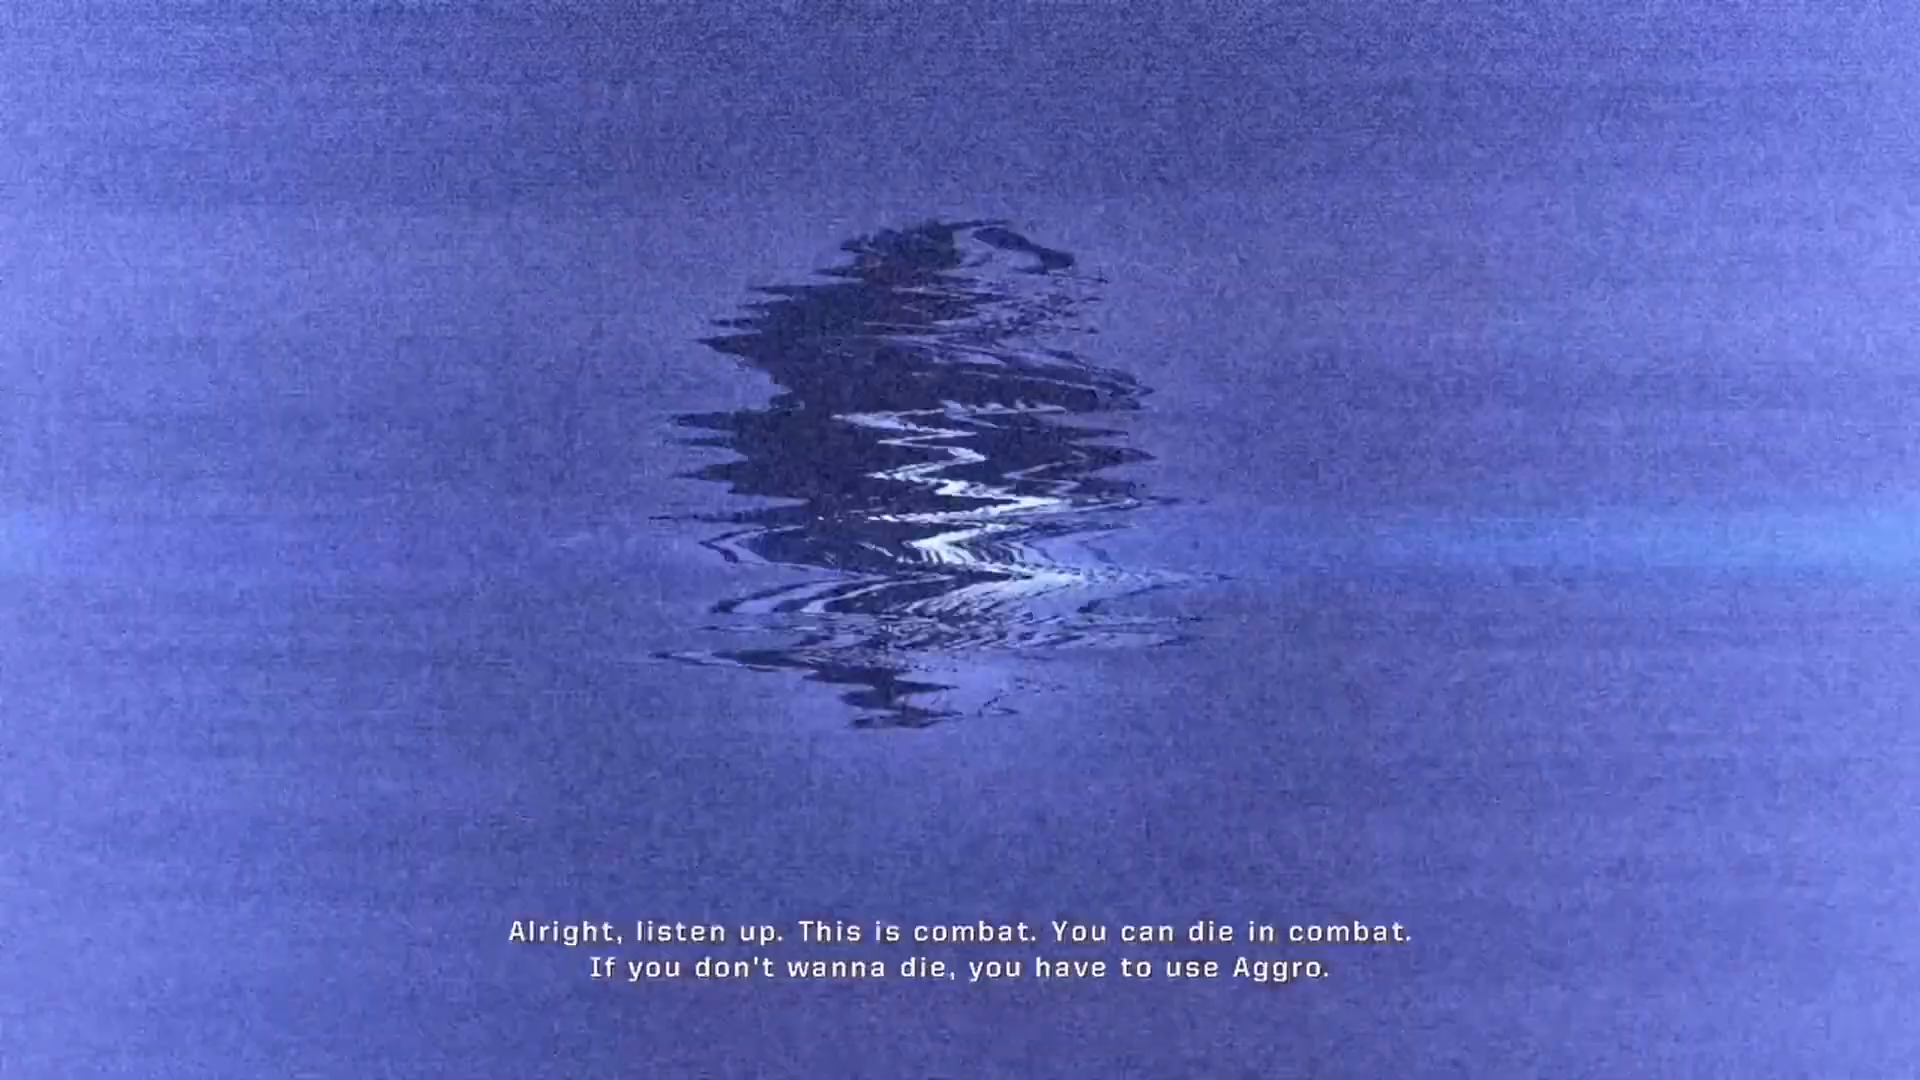 Alright, listen up. This is combat. You can die in combat.
If you don't wanna die, you have to use Aggro.